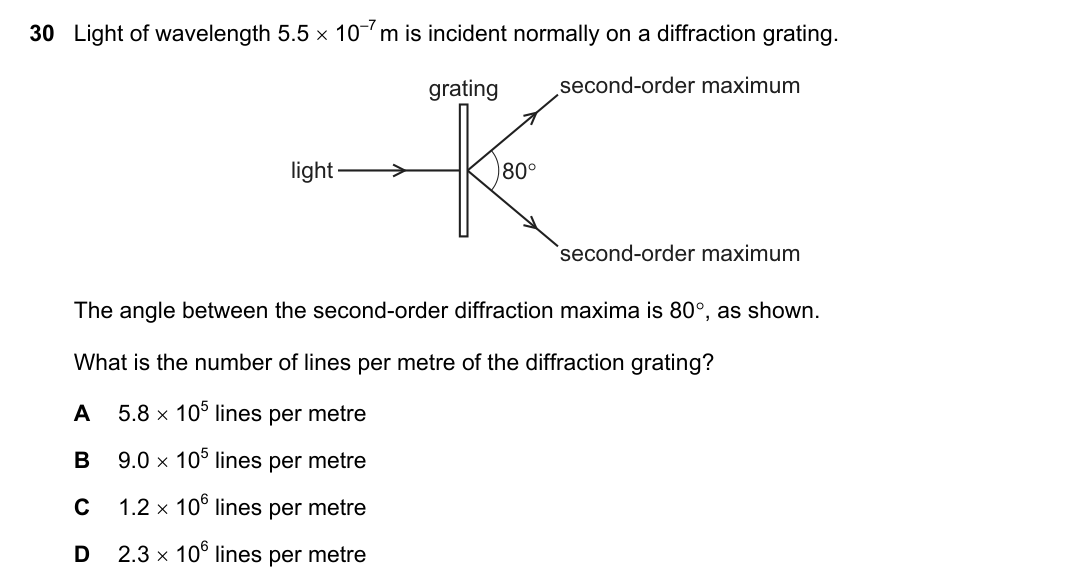 30 Light of wavelength 5.5 × 10⁻⁷ m is incident normally on a diffraction grating.
grating
second-order maximum
light
80°
second-order maximum
The angle between the second-order diffraction maxima is 80°, as shown.
What is the number of lines per metre of the diffraction grating?
A 5.8 × 10⁵ lines per metre
B 9.0 × 10⁵ lines per metre
C 1.2 × 10⁶ lines per metre
D 2.3 × 10⁶ lines per metre